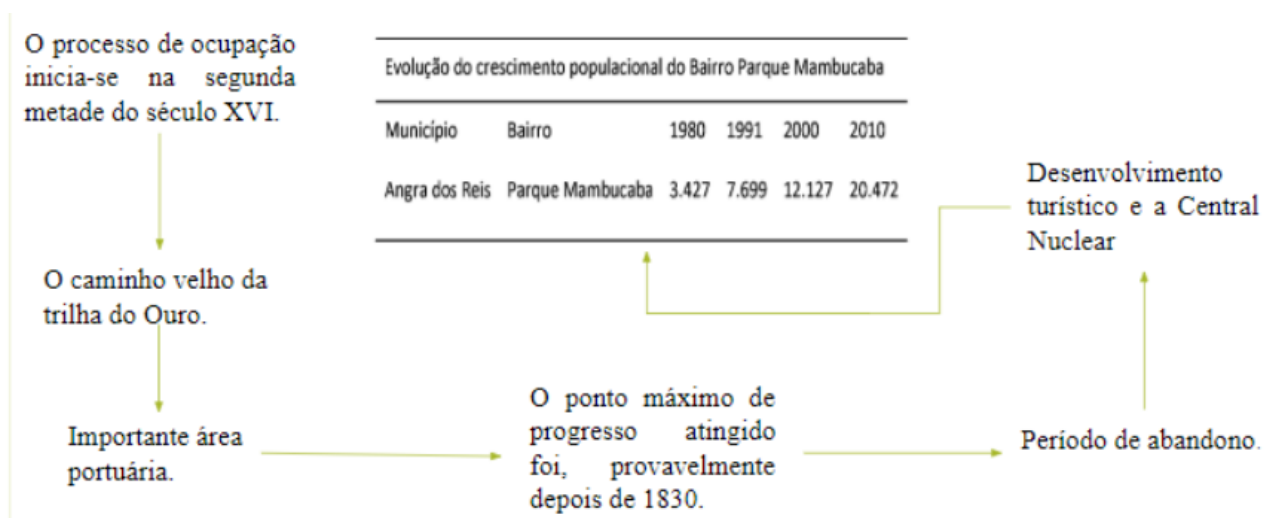 O processo de ocupação
inicia-se na segunda
metade do século XVI.
O caminho velho da
trilha do Ouro.
Importante área
portuária.
O ponto máximo de
progresso atingido
foi, provavelmente
depois de 1830.
Período de abandono.
Desenvolvimento
turístico e a Central
Nuclear
Evolução do crescimento populacional do Bairro Parque Mambucaba
Município Bairro 1980 1991 2000 2010
Angra dos Reis Parque Mambucaba 3.427 7.699 12.127 20.472